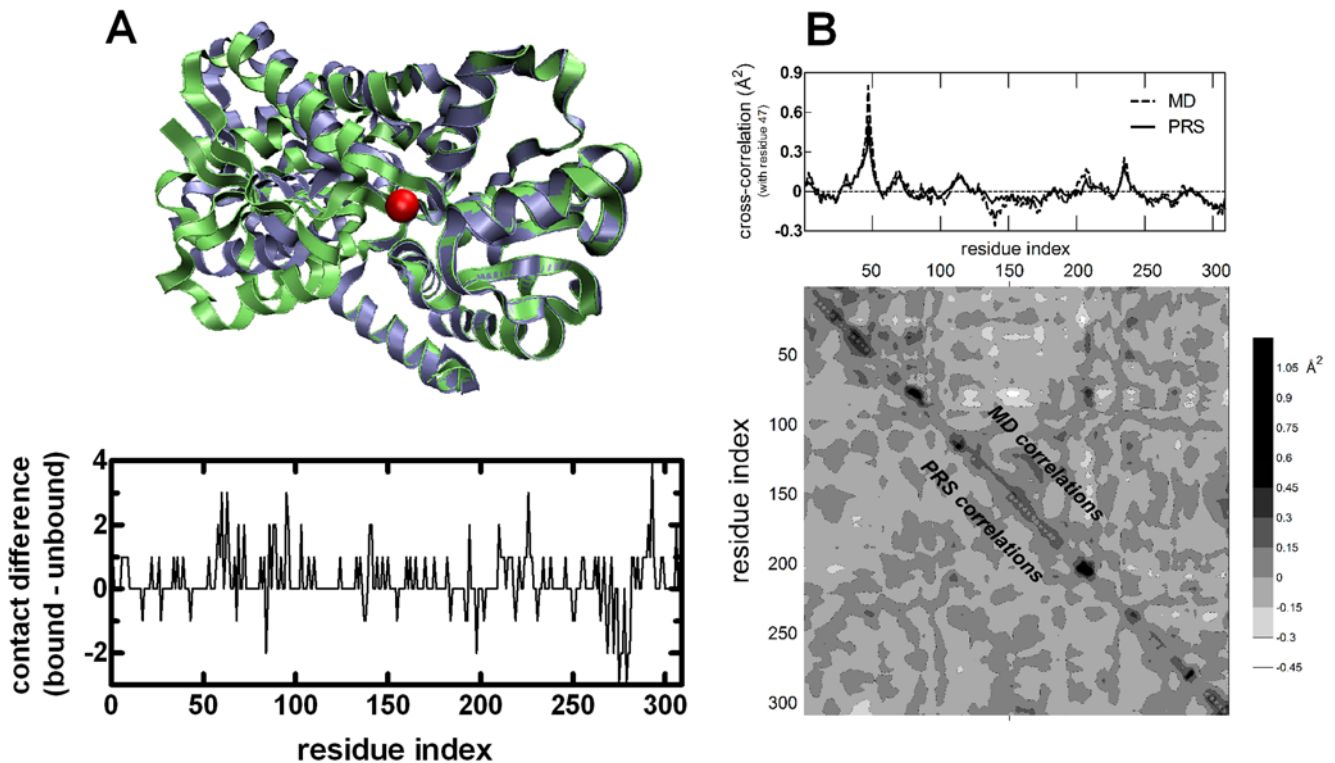 A
4
2
0
-2
contact difference
(bound - unbound)
0 50 100 150 200 250 300
residue index
B
0.9
0.6
0.3
0
-0.3
cross-correlation (Å²)
(with residue 47)
MD
PRS
residue index
50 100 150 200 250 300
50
100
150
200
250
300
residue index
MD correlations
PRS correlations
1.05 Å²
0.9
0.75
0.6
0.45
0.3
0.15
0
-0.15
-0.3
-0.45